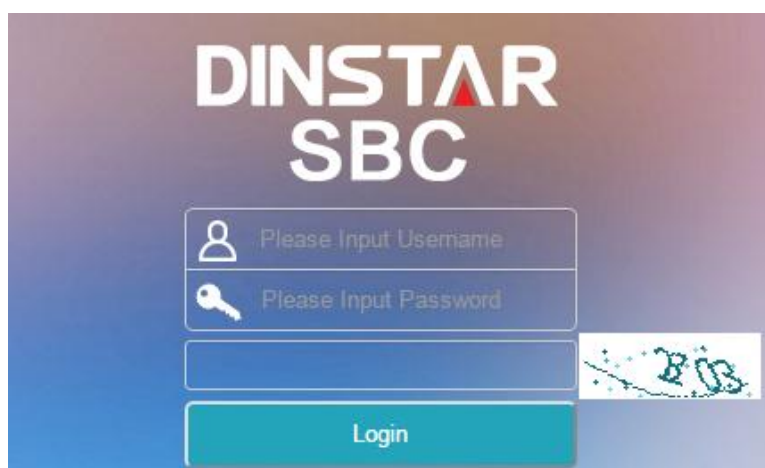 DINSTAR
SBC
Please Input Username
Please Input Password
Login